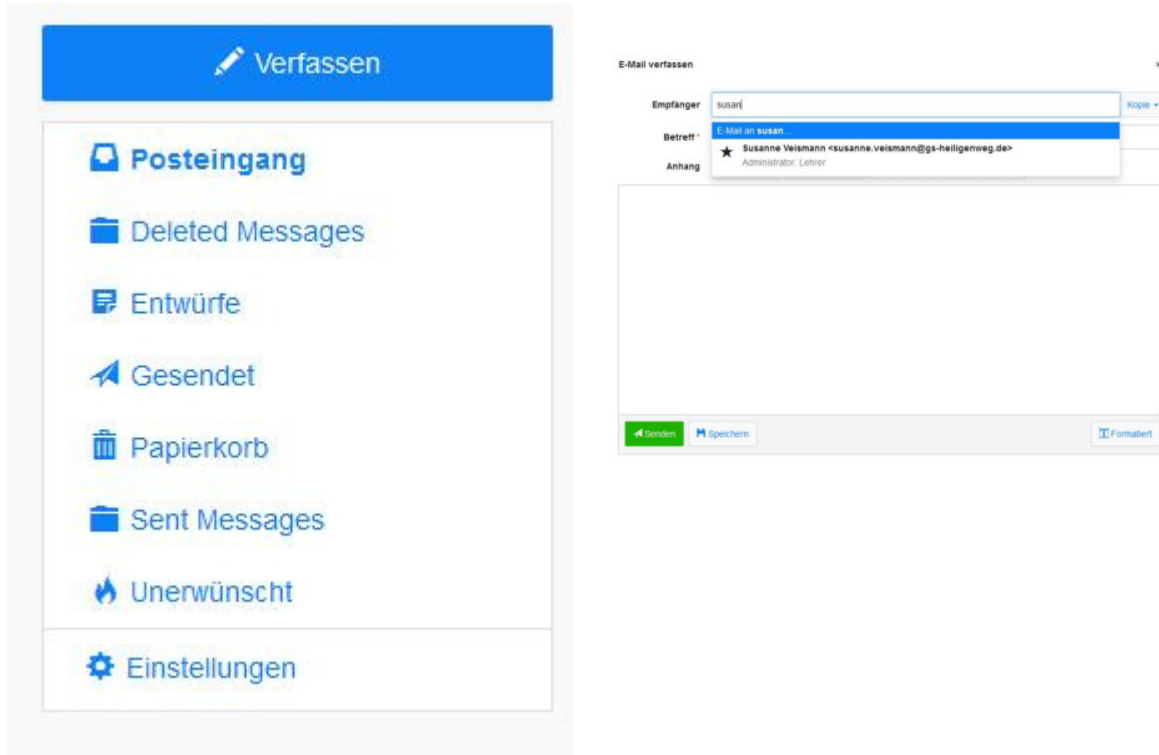 Verfassen
Posteingang
Deleted Messages
Entwürfe
Gesendet
Papierkorb
Sent Messages
Unerwünscht
Einstellungen
E-Mail verfassen
Empfänger susan Kopie
E-Mail an susan...
Betreff *
Susanne Veismann <susanne.veismann@gs-heiligenweg.de>
Administrator, Lehrer
Anhang
Senden Speichern Formatiert